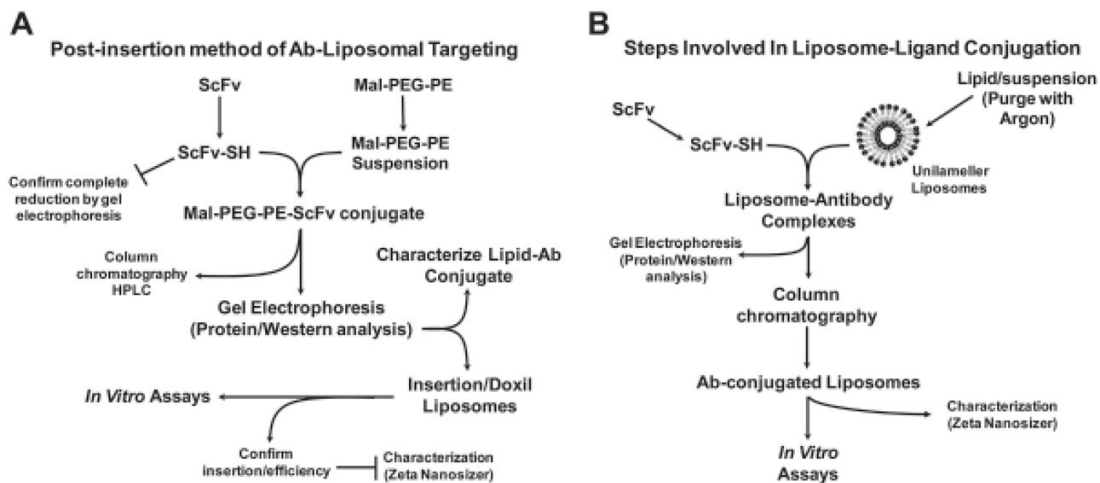 A
Post-insertion method of Ab-Liposomal Targeting
ScFv
Mal-PEG-PE
ScFv-SH
Mal-PEG-PE
Suspension
Confirm complete
reduction by gel
electrophoresis
Mal-PEG-PE-ScFv conjugate
Column
chromatography
HPLC
Characterize Lipid-Ab
Conjugate
Gel Electrophoresis
(Protein/Western analysis)
Insertion/Doxil
Liposomes
In Vitro Assays
Confirm
insertion/efficiency
Characterization
(Zeta Nanosizer)
B
Steps Involved In Liposome-Ligand Conjugation
ScFv
Lipid/suspension
(Purge with
Argon)
ScFv-SH
Unilameller
Liposomes
Liposome-Antibody
Complexes
Gel Electrophoresis
(Protein/Western
analysis)
Column
chromatography
Ab-conjugated Liposomes
Characterization
(Zeta Nanosizer)
In Vitro
Assays